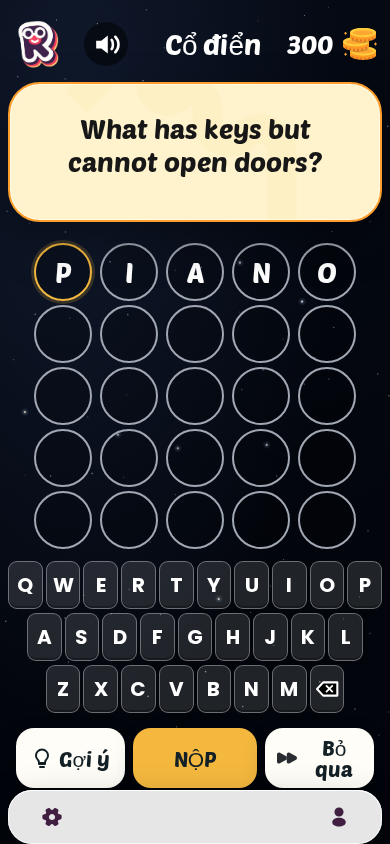 Cổ điển 300
What has keys but
cannot open doors?
P I A N O
Q W E R T Y U I O P
A S D F G H J K L
Z X C V B N M
Gợi ý NỘP Bỏ
qua